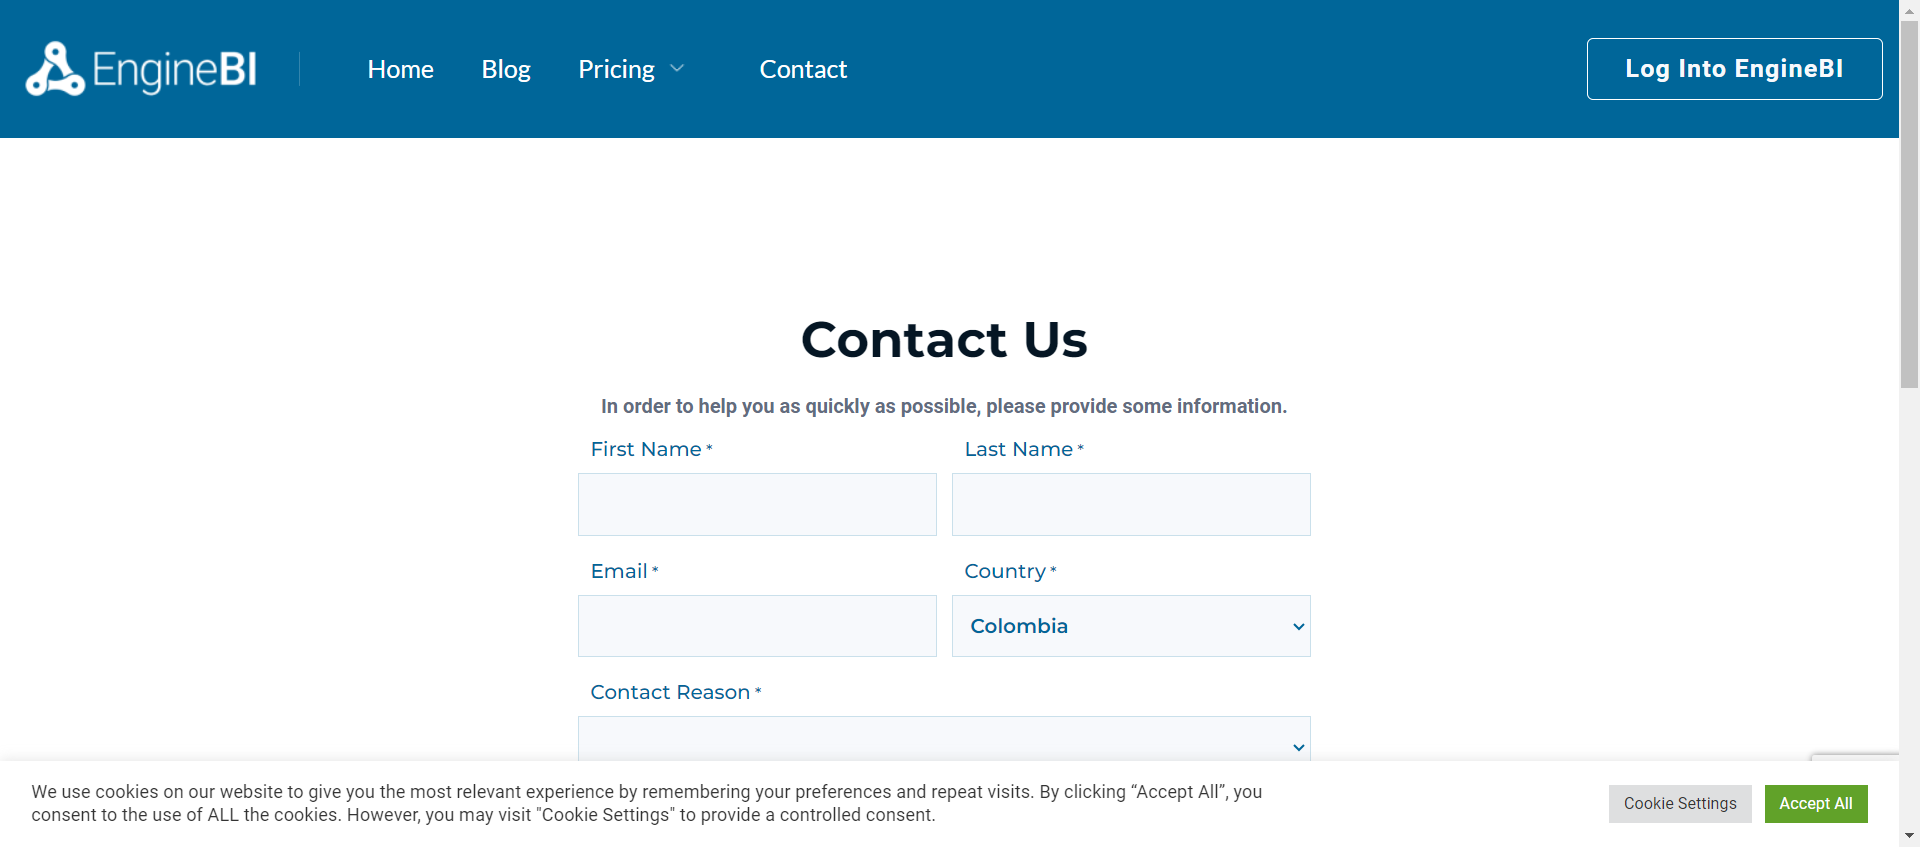 EngineBI
Home
Blog
Pricing
Contact
Log Into EngineBI
Contact Us
In order to help you as quickly as possible, please provide some information.
First Name *
Last Name *
Email *
Country *
Colombia
Contact Reason *
We use cookies on our website to give you the most relevant experience by remembering your preferences and repeat visits. By clicking “Accept All”, you
consent to the use of ALL the cookies. However, you may visit "Cookie Settings" to provide a controlled consent.
Cookie Settings
Accept All